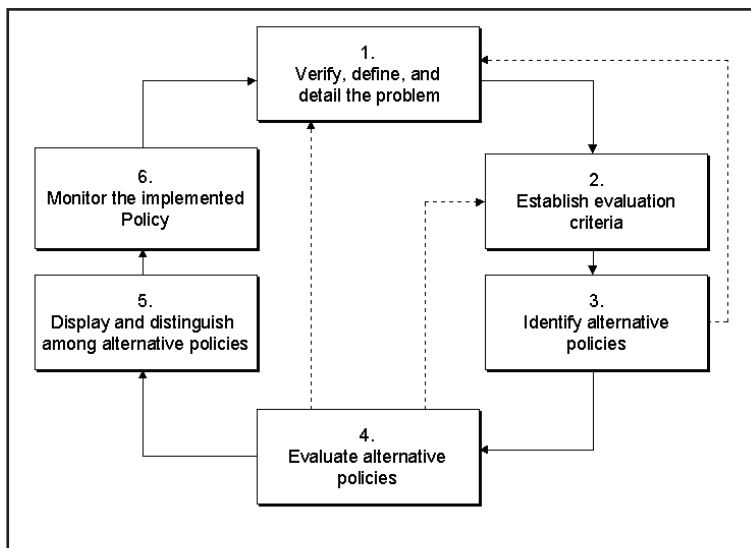 1.
Verify, define, and
detail the problem
2.
Establish evaluation
criteria
3.
Identify alternative
policies
4.
Evaluate alternative
policies
5.
Display and distinguish
among alternative policies
6.
Monitor the implemented
Policy